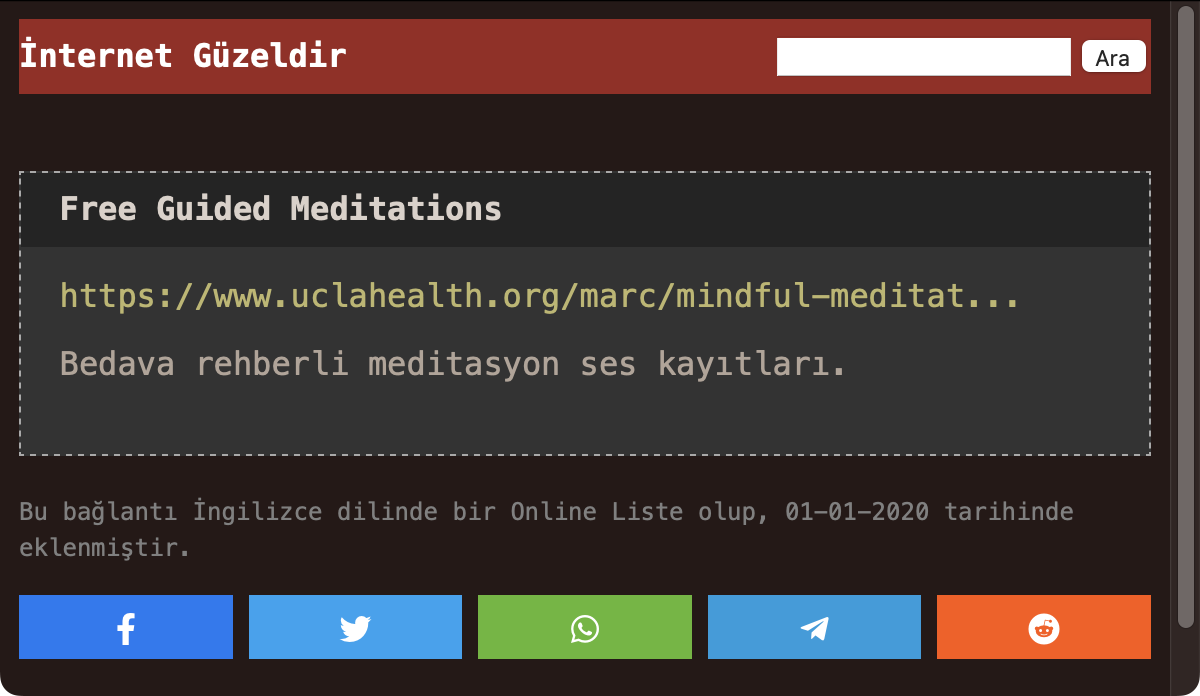 İnternet Güzeldir
Ara
Free Guided Meditations
https://www.uclahealth.org/marc/mindful-meditat...
Bedava rehberli meditasyon ses kayıtları.
Bu bağlantı İngilizce dilinde bir Online Liste olup, 01-01-2020 tarihinde
eklenmiştir.